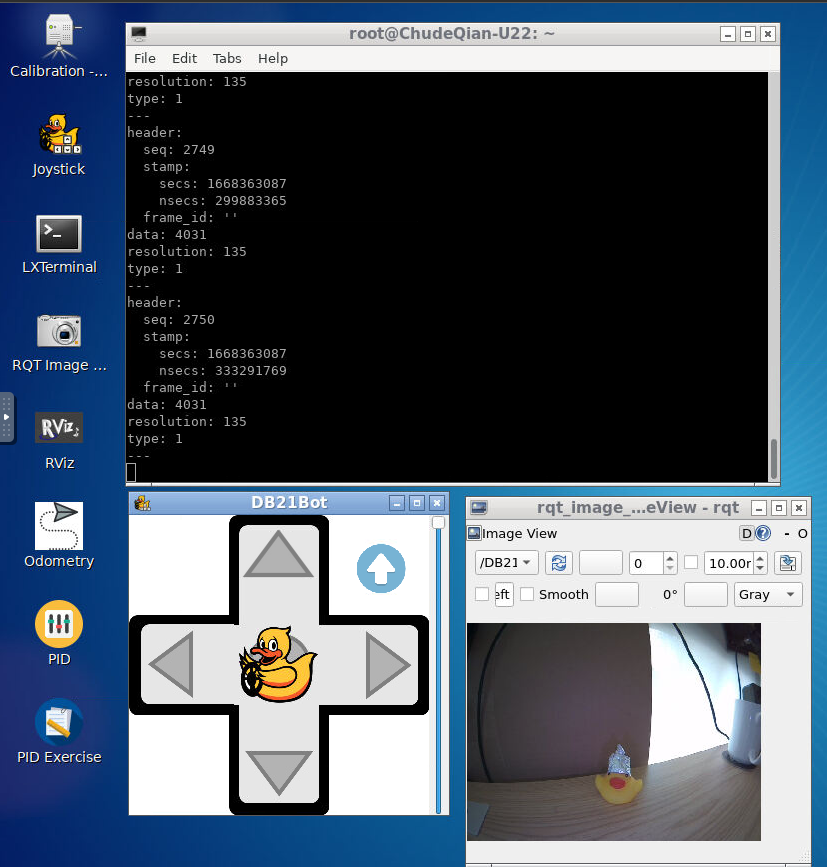 root@ChudeQian-U22: ~
File Edit Tabs Help
resolution: 135
type: 1
---
header:
  seq: 2749
  stamp:
    secs: 1668363087
    nsecs: 299883365
  frame_id: ''
data: 4031
resolution: 135
type: 1
---
header:
  seq: 2750
  stamp:
    secs: 1668363087
    nsecs: 333291769
  frame_id: ''
data: 4031
resolution: 135
type: 1
---
Calibration -...
Joystick
>_
LXTerminal
RQT Image ...
RViz
RViz
Odometry
PID
PID Exercise
DB21Bot
rqt_image_...eView - rqt
Image View
D ? - O
/DB21
0
10.00r
eft
Smooth
0°
Gray